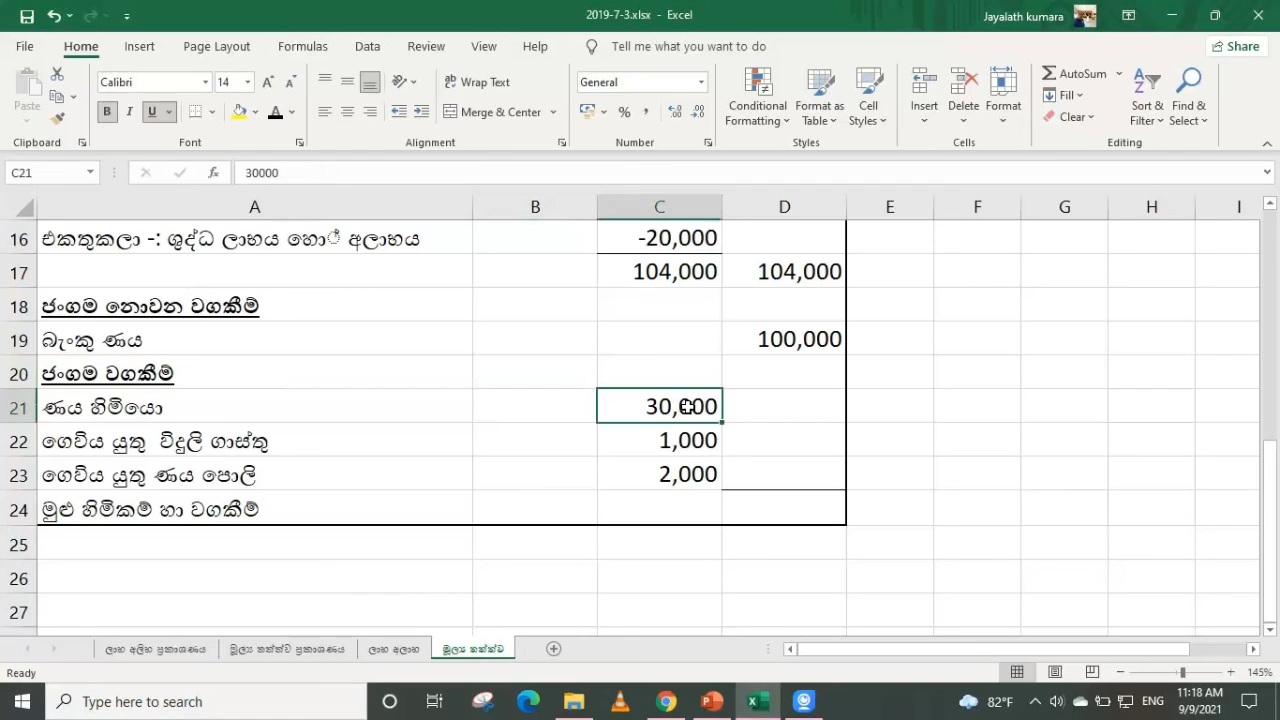 2019-7-3.xlsx - Excel
Jayalath kumara
File Home Insert Page Layout Formulas Data Review View Help Tell me what you want to do Share
Paste
Calibri 14
Wrap Text
General
Merge & Center
Conditional Formatting
Format as Table
Cell Styles
Insert Delete Format
AutoSum
Fill
Clear
Sort & Filter
Find & Select
Clipboard Font Alignment Number Styles Cells Editing
C21 30000
A B C D E F G H I
16 එකතුකලා -: ශුද්ධ ලාභය හෝ අලාභය -20,000
17 104,000 104,000
18 ජංගම නොවන වගකීම්
19 බැංකු ණය 100,000
20 ජංගම වගකීම්
21 ණය හිමියො 30,000
22 ගෙවිය යුතු විදුලි ගාස්තු 1,000
23 ගෙවිය යුතු ණය පොලි 2,000
24 මුළු හිමිකම් හා වගකීම්
25
26
27
ලාභ අලාභ ප්‍රකාශණය මූල්‍ය තත්ත්ව ප්‍රකාශණය ලාභ අලාභ මූල්‍ය තත්ත්ව
Ready 145%
Type here to search
82°F ENG
11:18 AM
9/9/2021